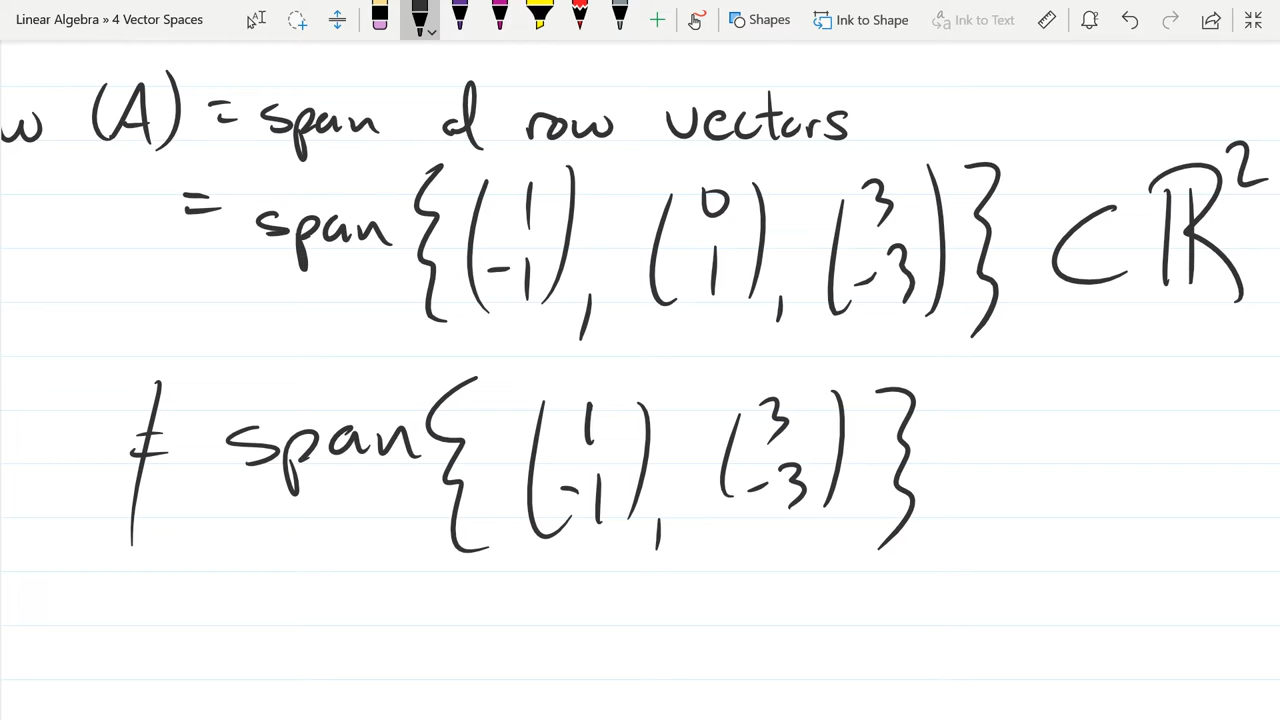 Linear Algebra » 4 Vector Spaces Shapes Ink to Shape Ink to Text
w (A) = span of row vectors
= span { (1 -1), (0 1), (3 -3) } ⊂ ℝ²
≠ span { (1 -1), (3 -3) }